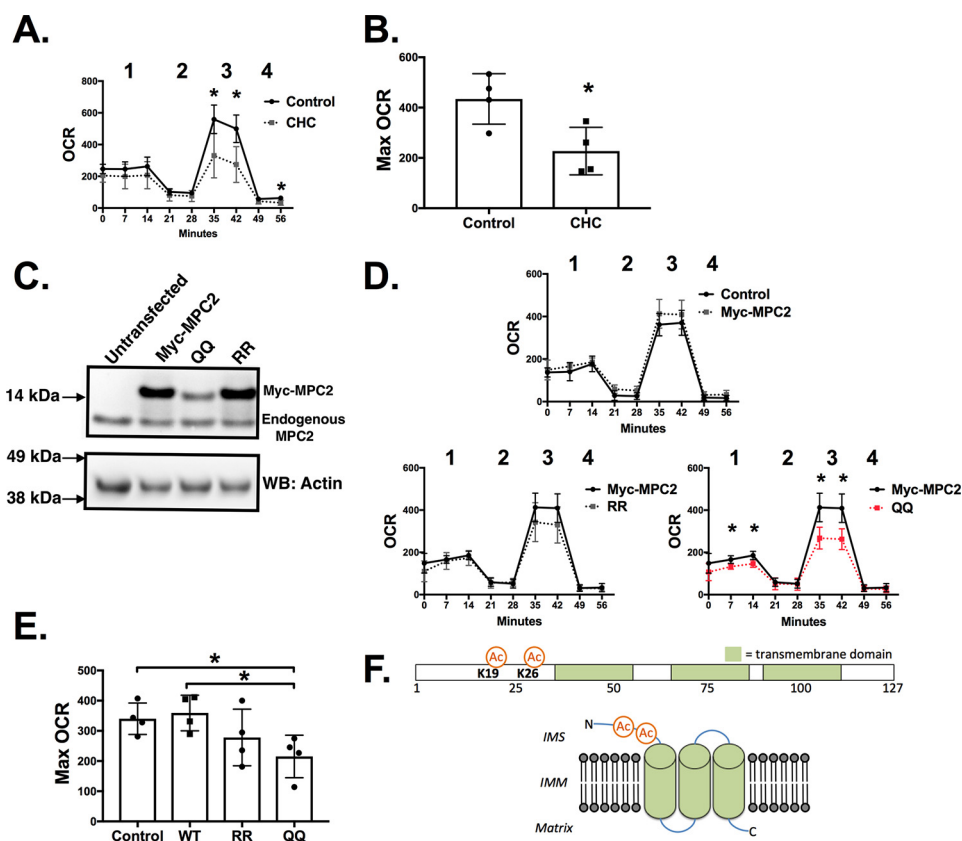 A.
1 2 3 4
OCR
800
600
400
200
0
* * *
Control
CHC
0 7 14 21 28 35 42 49 56
Minutes
B.
Max OCR
600
400
200
0
*
Control CHC
C.
Untransfected
Myc-MPC2
QQ
RR
14 kDa
Myc-MPC2
Endogenous
MPC2
49 kDa
38 kDa
WB: Actin
D.
1 2 3 4
OCR
600
400
200
0
Control
Myc-MPC2
0 7 14 21 28 35 42 49 56
Minutes
1 2 3 4
OCR
600
400
200
0
Myc-MPC2
RR
0 7 14 21 28 35 42 49 56
Minutes
1 2 3 4
OCR
600
400
200
0
* * * *
Myc-MPC2
QQ
0 7 14 21 28 35 42 49 56
Minutes
E.
Max OCR
500
400
300
200
100
0
*
*
Control WT RR QQ
F.
= transmembrane domain
Ac Ac
K19 K26
1 25 50 75 100 127
N
Ac Ac
IMS
IMM
Matrix
C